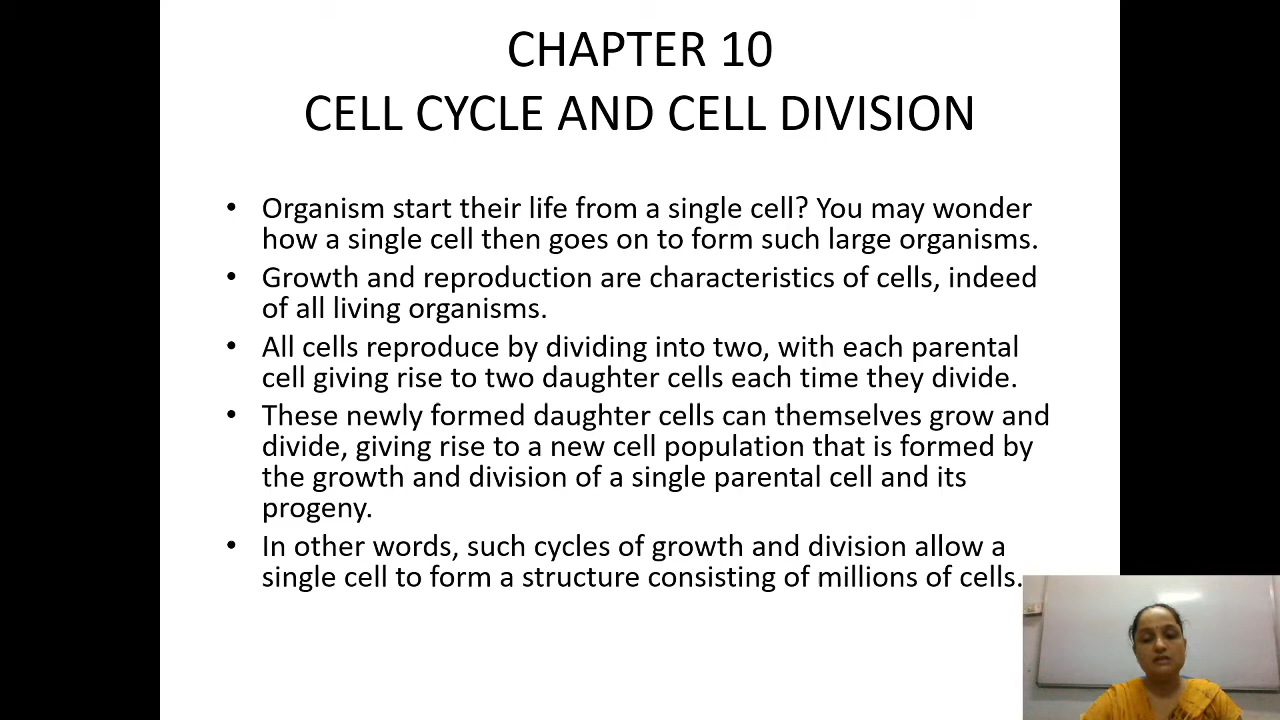 CHAPTER 10
CELL CYCLE AND CELL DIVISION
• Organism start their life from a single cell? You may wonder
how a single cell then goes on to form such large organisms.
• Growth and reproduction are characteristics of cells, indeed
of all living organisms.
• All cells reproduce by dividing into two, with each parental
cell giving rise to two daughter cells each time they divide.
• These newly formed daughter cells can themselves grow and
divide, giving rise to a new cell population that is formed by
the growth and division of a single parental cell and its
progeny.
• In other words, such cycles of growth and division allow a
single cell to form a structure consisting of millions of cells.